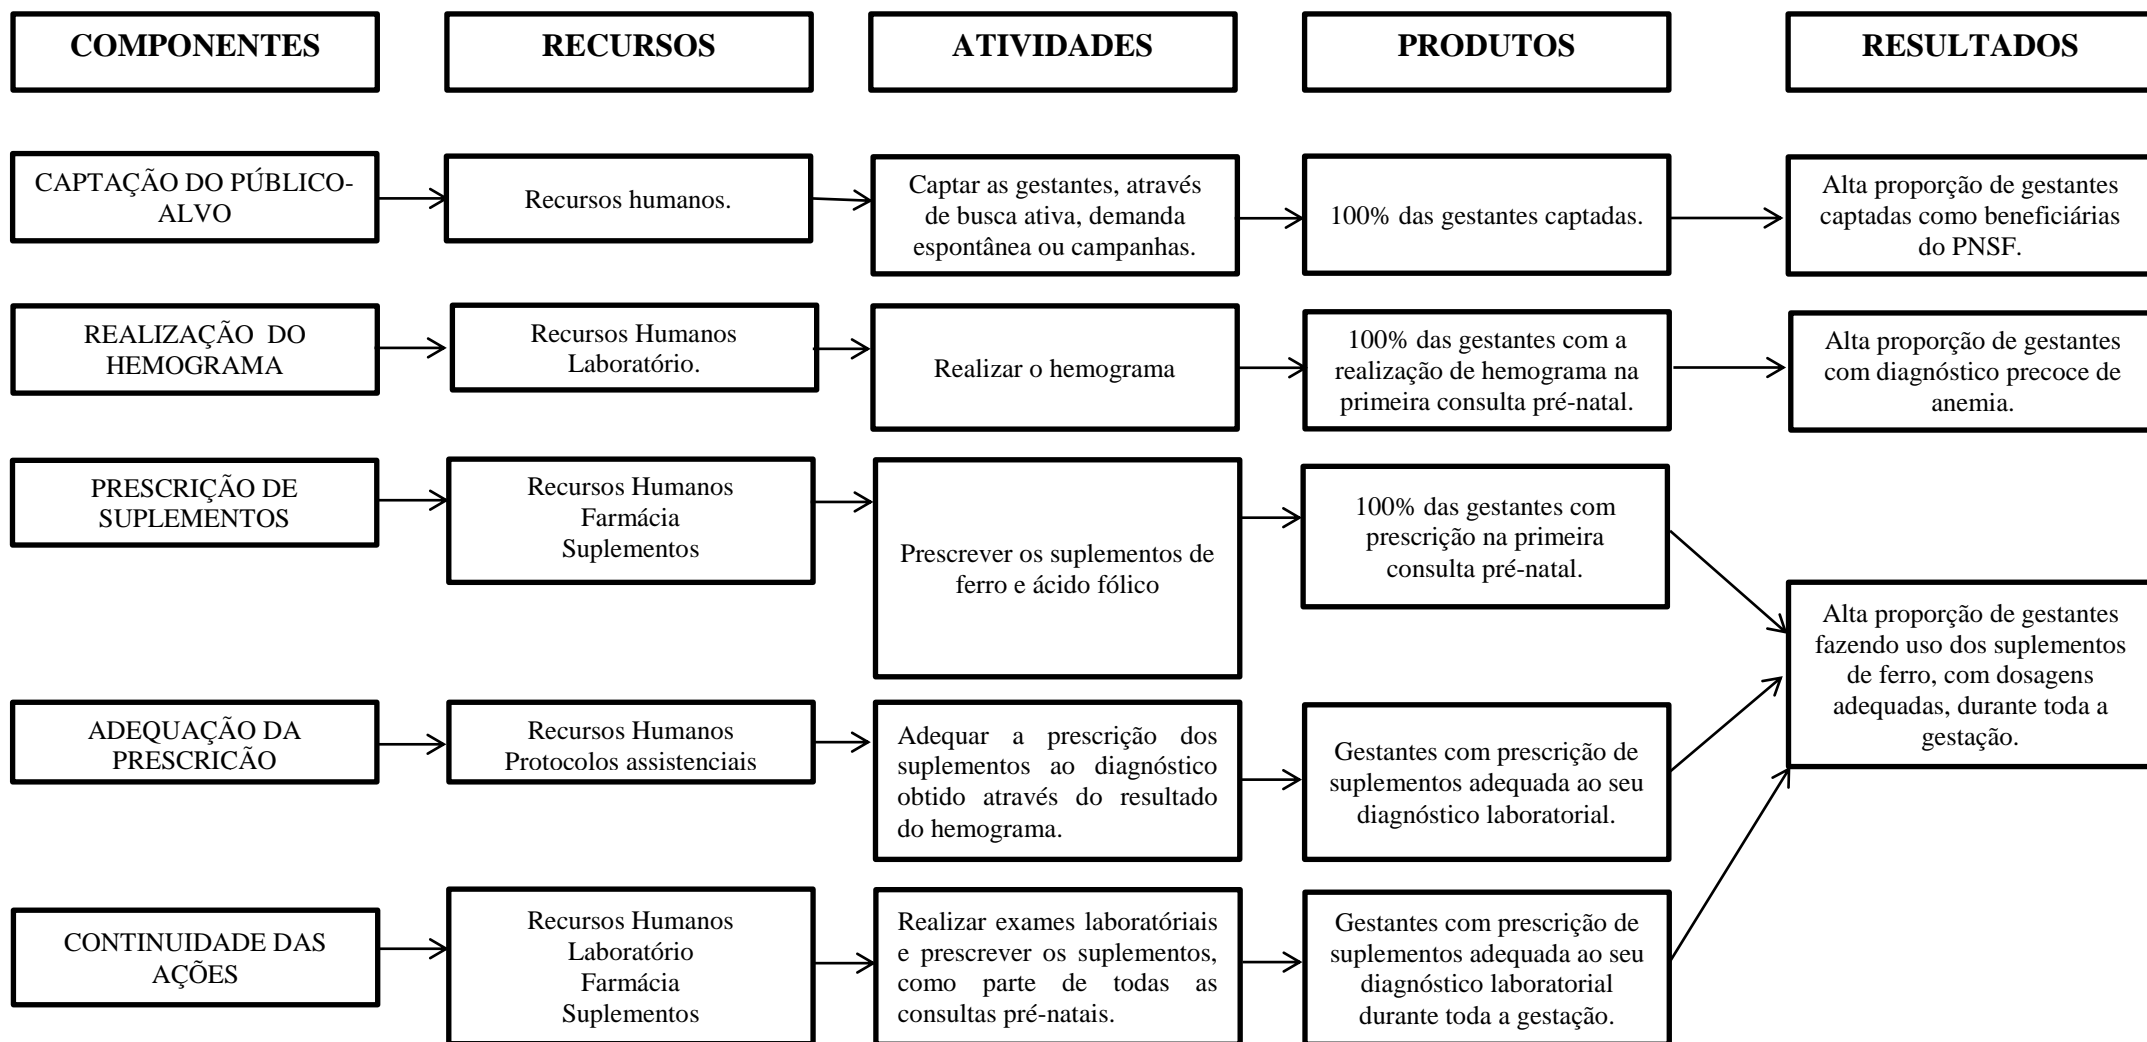 COMPONENTES
RECURSOS
ATIVIDADES
PRODUTOS
RESULTADOS
CAPTAÇÃO DO PÚBLICO-
ALVO
Recursos humanos.
Captar as gestantes, através
de busca ativa, demanda
espontânea ou campanhas.
100% das gestantes captadas.
Alta proporção de gestantes
captadas como beneficiárias
do PNSF.
REALIZAÇÃO DO
HEMOGRAMA
Recursos Humanos
Laboratório.
Realizar o hemograma
100% das gestantes com a
realização de hemograma na
primeira consulta pré-natal.
Alta proporção de gestantes
com diagnóstico precoce de
anemia.
PRESCRIÇÃO DE
SUPLEMENTOS
Recursos Humanos
Farmácia
Suplementos
Prescrever os suplementos de
ferro e ácido fólico
100% das gestantes com
prescrição na primeira
consulta pré-natal.
Alta proporção de gestantes
fazendo uso dos suplementos
de ferro, com dosagens
adequadas, durante toda a
gestação.
ADEQUAÇÃO DA
PRESCRICÃO
Recursos Humanos
Protocolos assistenciais
Adequar a prescrição dos
suplementos ao diagnóstico
obtido através do resultado
do hemograma.
Gestantes com prescrição de
suplementos adequada ao seu
diagnóstico laboratorial.
CONTINUIDADE DAS
AÇÕES
Recursos Humanos
Laboratório
Farmácia
Suplementos
Realizar exames laboratóriais
e prescrever os suplementos,
como parte de todas as
consultas pré-natais.
Gestantes com prescrição de
suplementos adequada ao seu
diagnóstico laboratorial
durante toda a gestação.